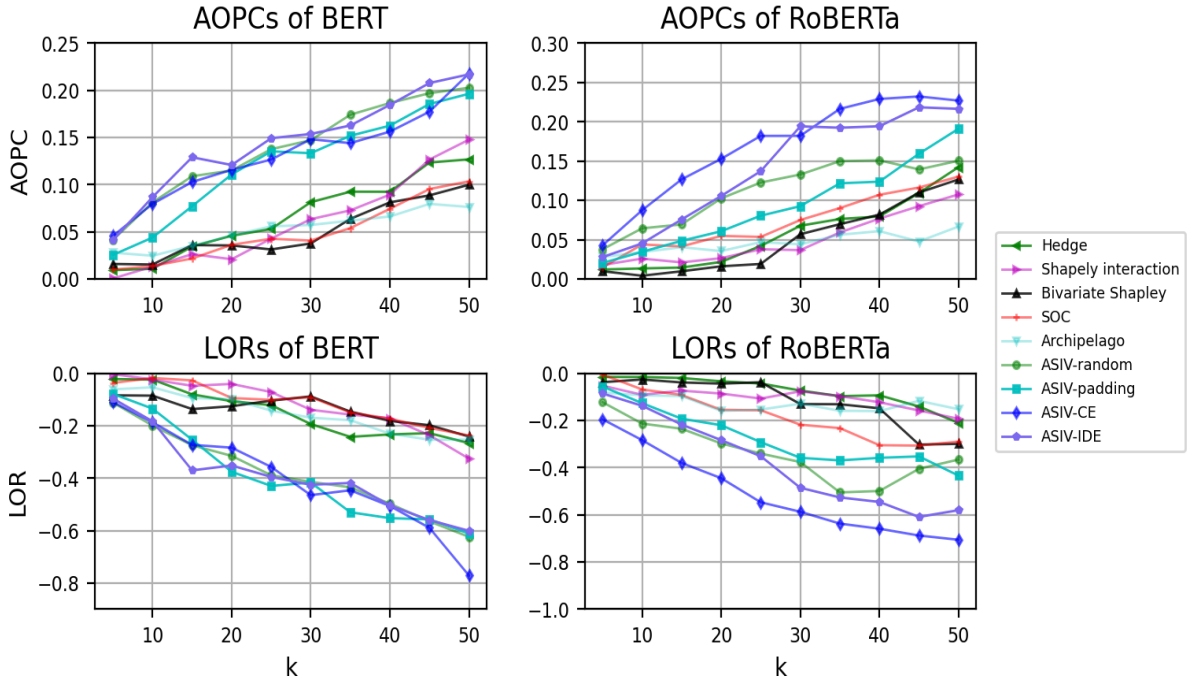 AOPCs of BERT
AOPC
0.25
0.20
0.15
0.10
0.05
0.00
10 20 30 40 50
AOPCs of RoBERTa
0.30
0.25
0.20
0.15
0.10
0.05
0.00
10 20 30 40 50
LORs of BERT
LOR
0.0
−0.2
−0.4
−0.6
−0.8
10 20 30 40 50
k
LORs of RoBERTa
0.0
−0.2
−0.4
−0.6
−0.8
−1.0
10 20 30 40 50
k
Hedge
Shapely interaction
Bivariate Shapley
SOC
Archipelago
ASIV-random
ASIV-padding
ASIV-CE
ASIV-IDE